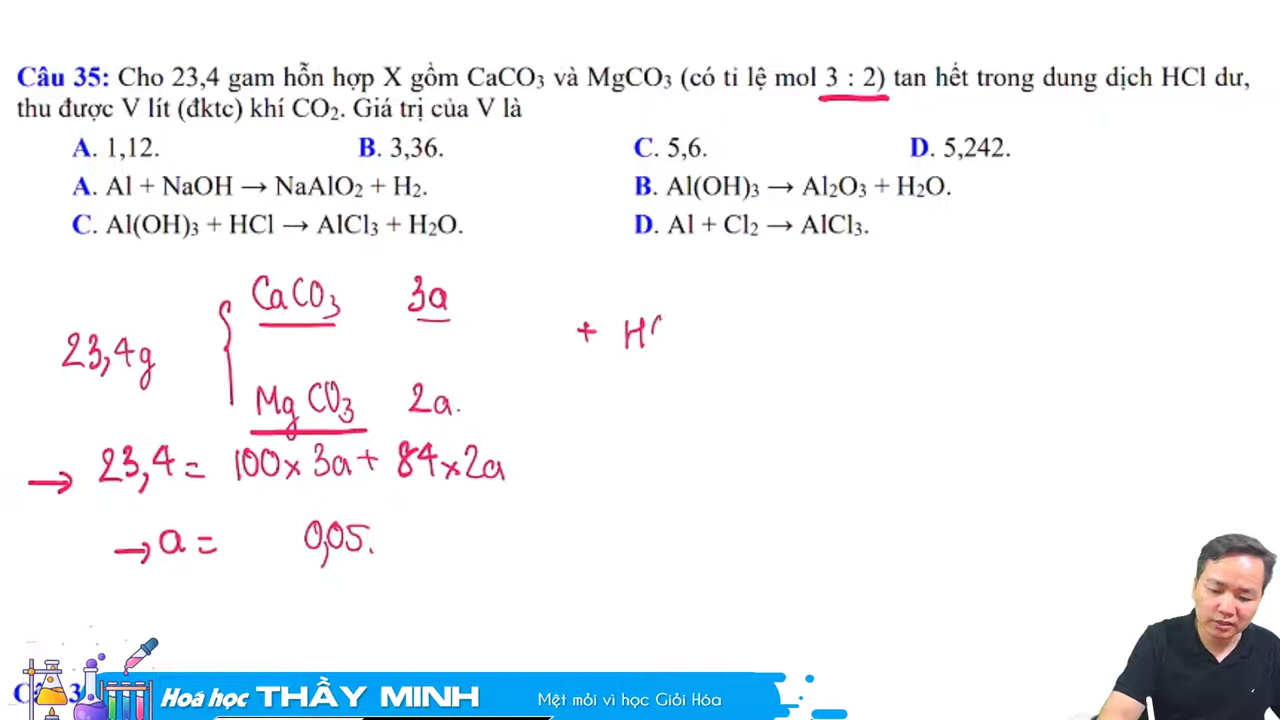 Câu 35: Cho 23,4 gam hỗn hợp X gồm CaCO₃ và MgCO₃ (có tỉ lệ mol 3 : 2) tan hết trong dung dịch HCl dư,
thu được V lít (đktc) khí CO₂. Giá trị của V là
A. 1,12. B. 3,36. C. 5,6. D. 5,242.
A. Al + NaOH → NaAlO₂ + H₂. B. Al(OH)₃ → Al₂O₃ + H₂O.
C. Al(OH)₃ + HCl → AlCl₃ + H₂O. D. Al + Cl₂ → AlCl₃.
CaCO₃ 3a
23,4g + H
MgCO₃ 2a.
→ 23,4 = 100 x 3a + 84 x 2a
→ a = 0,05.
Hoá học THẦY MINH Mệt mỏi vì học Giỏi Hóa